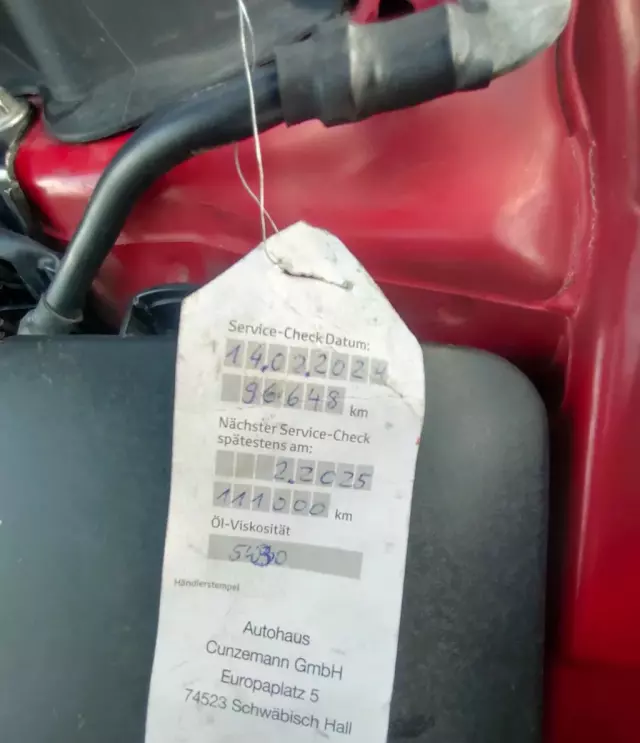 Service-Check Datum:
14.02.2024
96648 km
Nächster Service-Check
spätestens am:
2.2025
111000 km
Öl-Viskosität
5W30
Händlerstempel
Autohaus
Cunzemann GmbH
Europaplatz 5
74523 Schwäbisch Hall